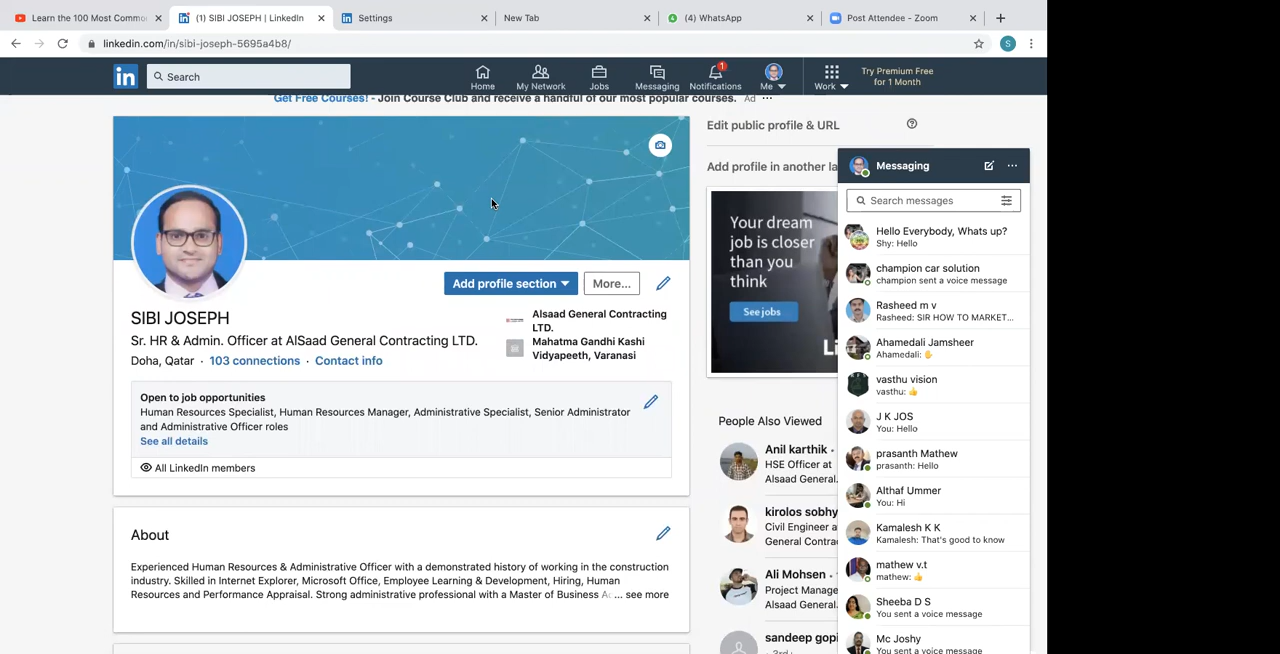 Learn the 100 Most Commo
(1) SIBI JOSEPH | LinkedIn
Settings
New Tab
(4) WhatsApp
Post Attendee - Zoom
linkedin.com/in/sibi-joseph-5695a4b8/
S
in
Search
Home
My Network
Jobs
Messaging
1
Notifications
Me
Work
Try Premium Free
for 1 Month
Get Free Courses! - Join Course Club and receive a handful of our most popular courses. Ad ...
SIBI JOSEPH
Sr. HR & Admin. Officer at AlSaad General Contracting LTD.
Doha, Qatar · 103 connections · Contact info
Add profile section
More...
Alsaad General Contracting
LTD.
Mahatma Gandhi Kashi
Vidyapeeth, Varanasi
Open to job opportunities
Human Resources Specialist, Human Resources Manager, Administrative Specialist, Senior Administrator
and Administrative Officer roles
See all details
All LinkedIn members
About
Experienced Human Resources & Administrative Officer with a demonstrated history of working in the construction
industry. Skilled in Internet Explorer, Microsoft Office, Employee Learning & Development, Hiring, Human
Resources and Performance Appraisal. Strong administrative professional with a Master of Business A ... see more
Edit public profile & URL
Add profile in another la
Your dream
job is closer
than you
think
See jobs
Li
People Also Viewed
Anil karthik ·
HSE Officer at
Alsaad General.
kirolos sobhy
Civil Engineer a
General Contra
Ali Mohsen ·
Project Manage
Alsaad General.
sandeep gopi
· 3rd
Messaging
...
Search messages
Hello Everybody, Whats up?
Shy: Hello
champion car solution
champion sent a voice message
Rasheed m v
Rasheed: SIR HOW TO MARKET...
Ahamedali Jamsheer
Ahamedali: ✋
vasthu vision
vasthu: 👍
J K JOS
You: Hello
prasanth Mathew
prasanth: Hello
Althaf Ummer
You: Hi
Kamalesh K K
Kamalesh: That's good to know
mathew v.t
mathew: 👍
Sheeba D S
You sent a voice message
Mc Joshy
You sent a voice message